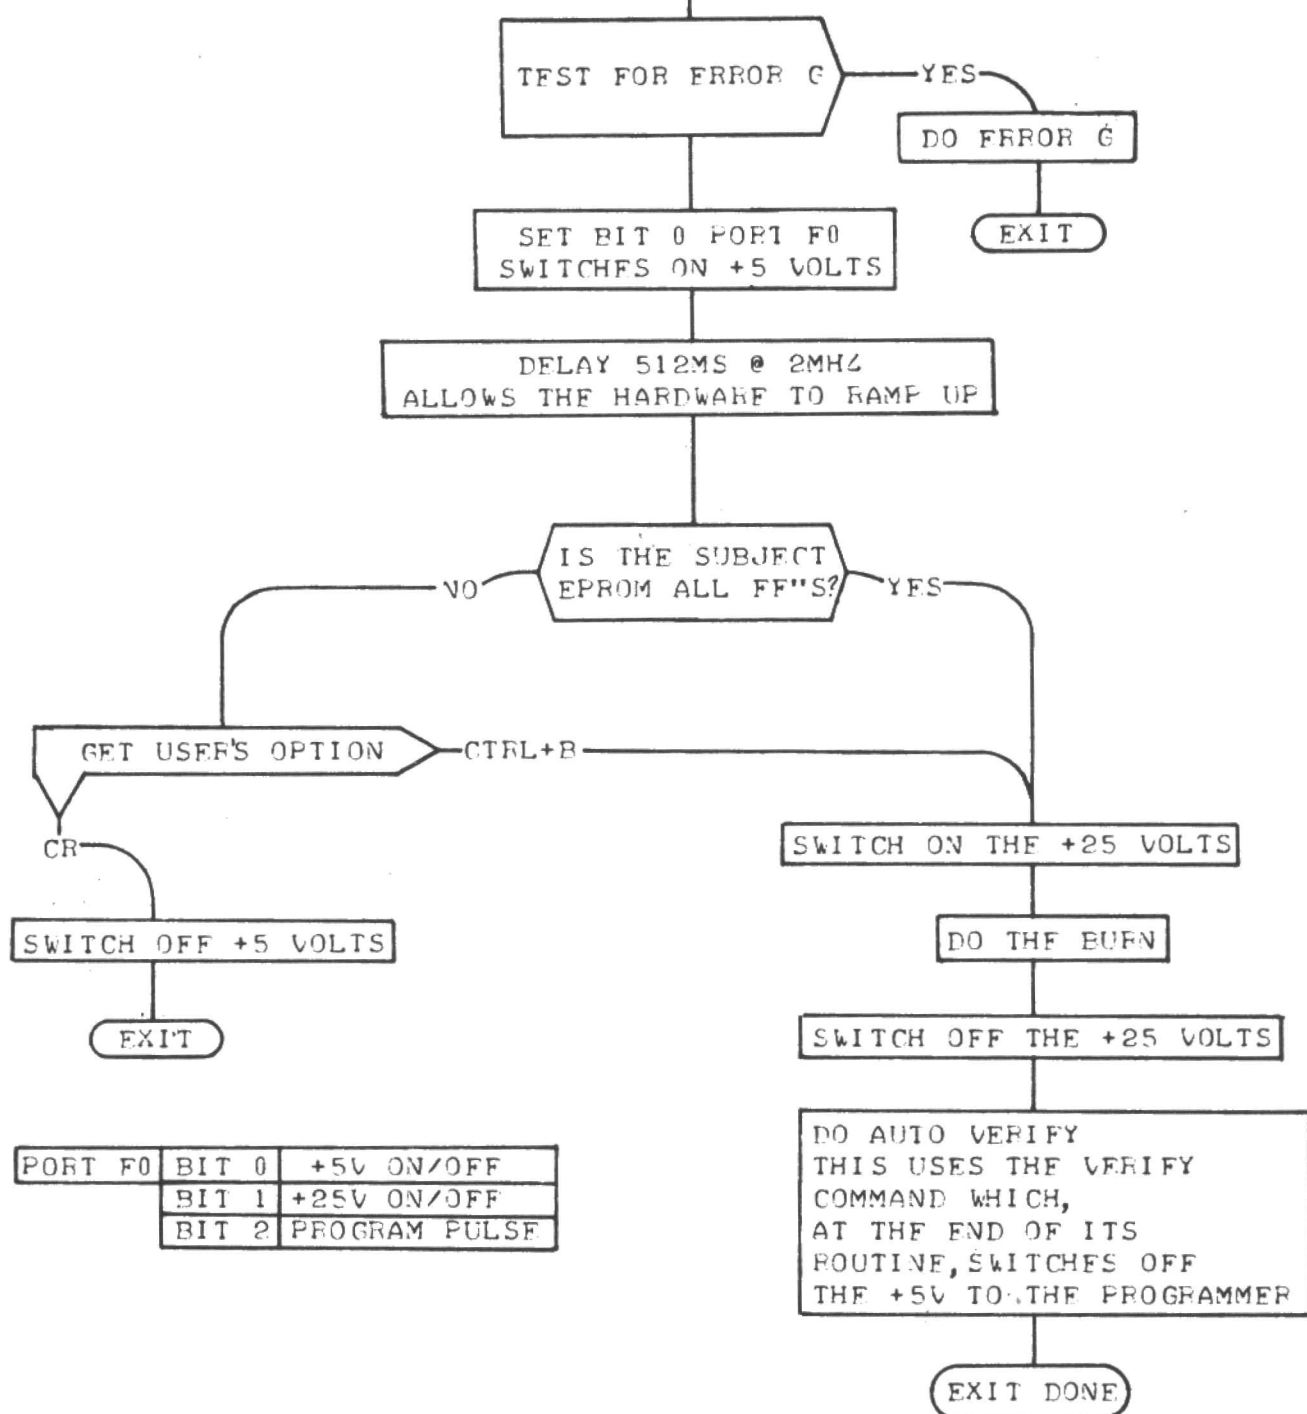 TEST FOR ERROR G
YES
DO ERROR G
EXIT
SET BIT 0 PORT F0
SWITCHES ON +5 VOLTS
DELAY 512MS @ 2MHZ
ALLOWS THE HARDWARE TO RAMP UP
IS THE SUBJECT
EPROM ALL FF"S?
NO
YES
GET USER'S OPTION
CTRL+B
CR
SWITCH ON THE +25 VOLTS
SWITCH OFF +5 VOLTS
DO THE BURN
EXIT
SWITCH OFF THE +25 VOLTS
PORT F0 BIT 0 +5V ON/OFF
BIT 1 +25V ON/OFF
BIT 2 PROGRAM PULSE
DO AUTO VERIFY
THIS USES THE VERIFY
COMMAND WHICH,
AT THE END OF ITS
ROUTINE, SWITCHES OFF
THE +5V TO THE PROGRAMMER
EXIT DONE